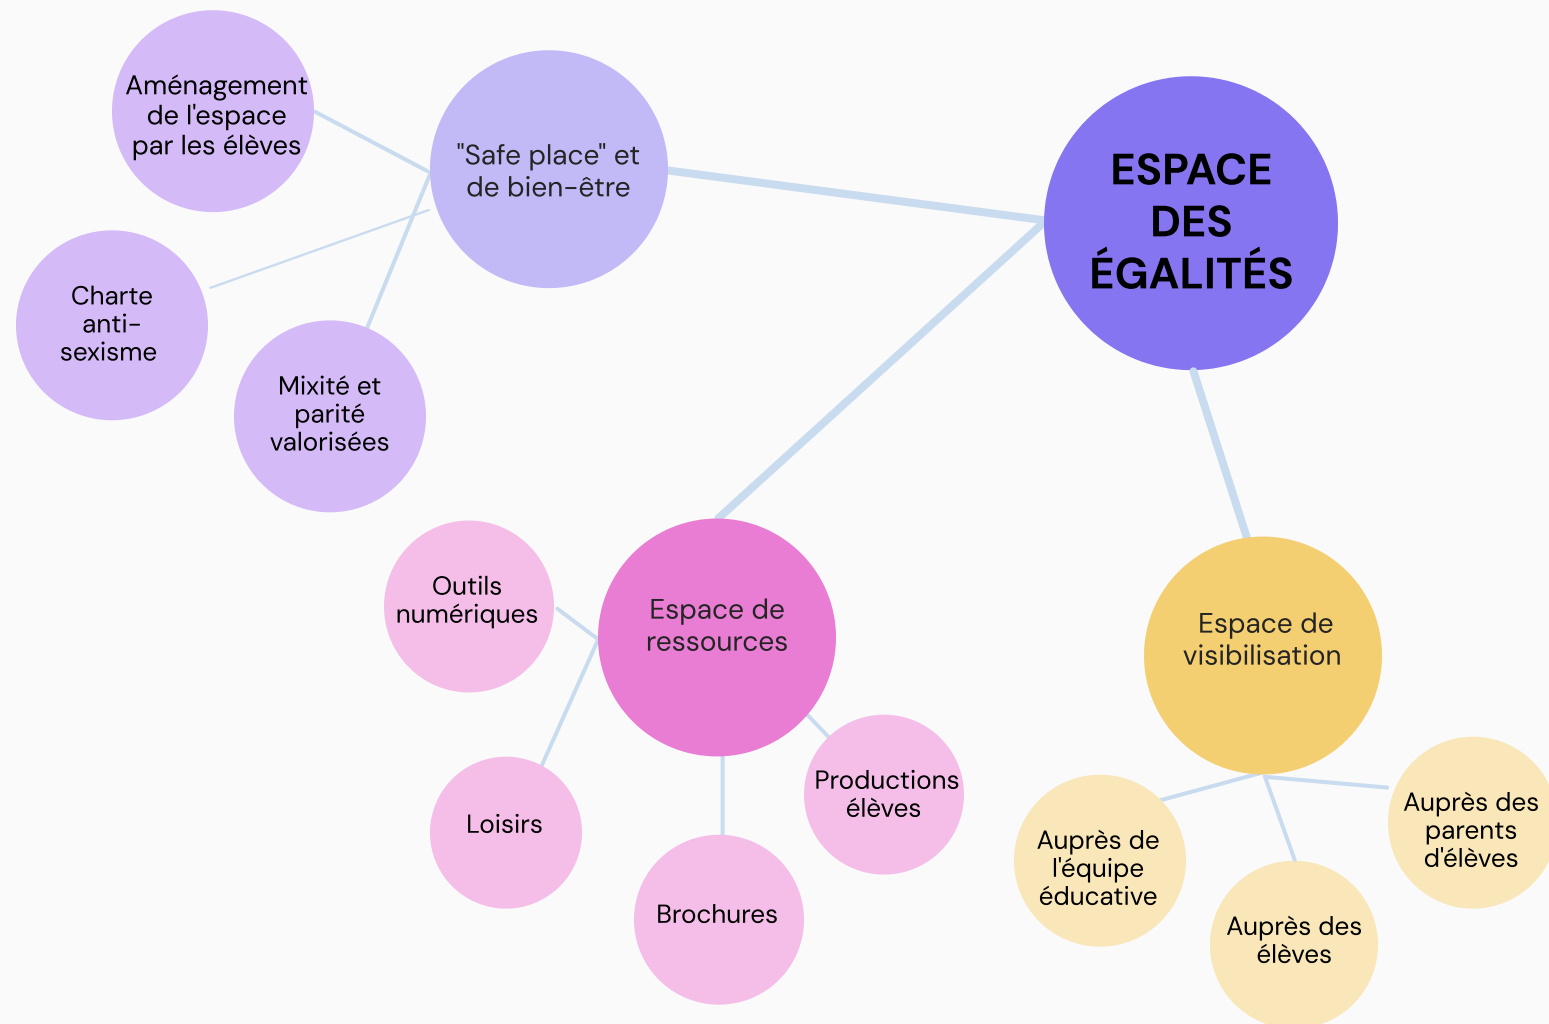 Aménagement
de l'espace
par les élèves
"Safe place" et
de bien-être
ESPACE
DES
ÉGALITÉS
Charte
anti-
sexisme
Mixité et
parité
valorisées
Outils
numériques
Espace de
ressources
Espace de
visibilisation
Loisirs
Brochures
Productions
élèves
Auprès de
l'équipe
éducative
Auprès des
élèves
Auprès des
parents
d'élèves